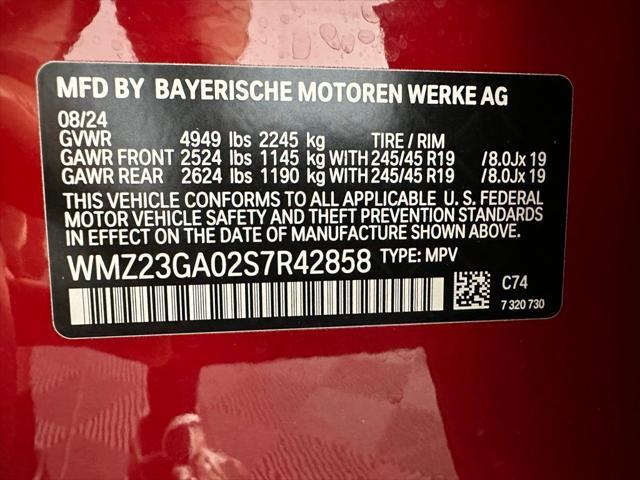 MFD BY BAYERISCHE MOTOREN WERKE AG
08/24
GVWR 4949 lbs 2245 kg TIRE / RIM
GAWR FRONT 2524 lbs 1145 kg WITH 245/45 R19 / 8.0Jx 19
GAWR REAR 2624 lbs 1190 kg WITH 245/45 R19 / 8.0Jx 19
THIS VEHICLE CONFORMS TO ALL APPLICABLE U. S. FEDERAL
MOTOR VEHICLE SAFETY AND THEFT PREVENTION STANDARDS
IN EFFECT ON THE DATE OF MANUFACTURE SHOWN ABOVE.
WMZ23GA02S7R42858 TYPE: MPV
C74
7 320 730